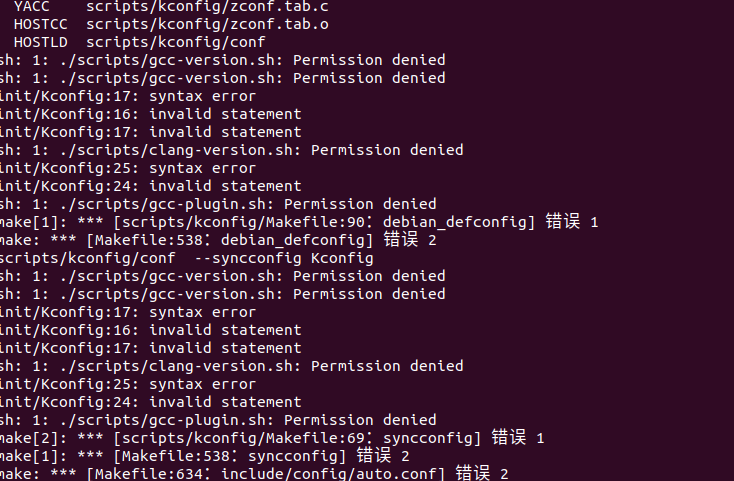 YACC    scripts/kconfig/zconf.tab.c
HOSTCC  scripts/kconfig/zconf.tab.o
HOSTLD  scripts/kconfig/conf
sh: 1: ./scripts/gcc-version.sh: Permission denied
sh: 1: ./scripts/gcc-version.sh: Permission denied
init/Kconfig:17: syntax error
init/Kconfig:16: invalid statement
init/Kconfig:17: invalid statement
sh: 1: ./scripts/clang-version.sh: Permission denied
init/Kconfig:25: syntax error
init/Kconfig:24: invalid statement
sh: 1: ./scripts/gcc-plugin.sh: Permission denied
make[1]: *** [scripts/kconfig/Makefile:90：debian_defconfig] 错误 1
make: *** [Makefile:538：debian_defconfig] 错误 2
scripts/kconfig/conf  --syncconfig Kconfig
sh: 1: ./scripts/gcc-version.sh: Permission denied
sh: 1: ./scripts/gcc-version.sh: Permission denied
init/Kconfig:17: syntax error
init/Kconfig:16: invalid statement
init/Kconfig:17: invalid statement
sh: 1: ./scripts/clang-version.sh: Permission denied
init/Kconfig:25: syntax error
init/Kconfig:24: invalid statement
sh: 1: ./scripts/gcc-plugin.sh: Permission denied
make[2]: *** [scripts/kconfig/Makefile:69：syncconfig] 错误 1
make[1]: *** [Makefile:538：syncconfig] 错误 2
make: *** [Makefile:634：include/config/auto.conf] 错误 2